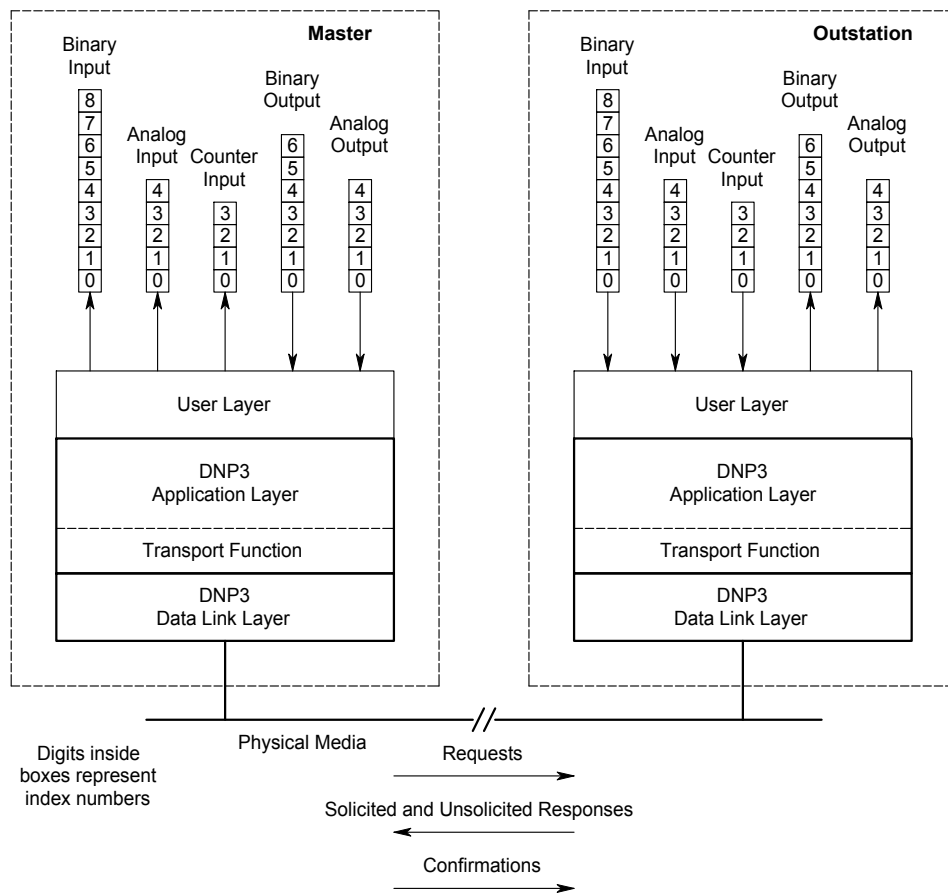 Master
Binary
Input
8
7
6
5
4
3
2
1
0
Analog
Input
4
3
2
1
0
Counter
Input
3
2
1
0
Binary
Output
6
5
4
3
2
1
0
Analog
Output
4
3
2
1
0
User Layer
DNP3
Application Layer
Transport Function
DNP3
Data Link Layer
Outstation
Binary
Input
8
7
6
5
4
3
2
1
0
Analog
Input
4
3
2
1
0
Counter
Input
3
2
1
0
Binary
Output
6
5
4
3
2
1
0
Analog
Output
4
3
2
1
0
User Layer
DNP3
Application Layer
Transport Function
DNP3
Data Link Layer
Physical Media
Digits inside
boxes represent
index numbers
Requests
Solicited and Unsolicited Responses
Confirmations